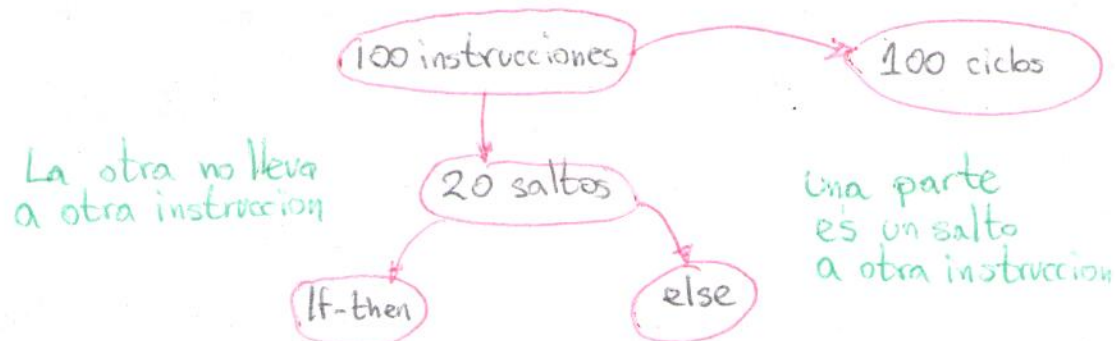 100 instrucciones
100 ciclos
La otra no lleva
a otra instruccion
20 saltos
Una parte
es un salto
a otra instruccion
If-then
else